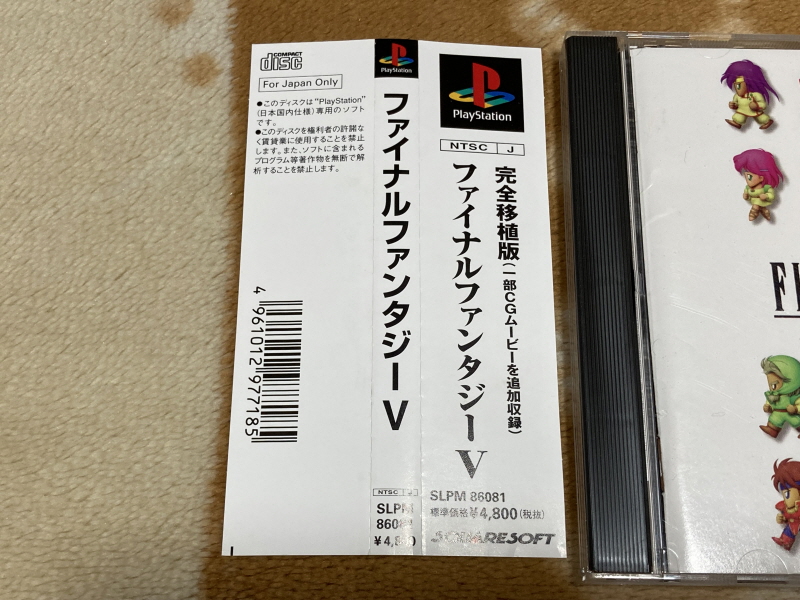 COMPACT
disc
For Japan Only
●このディスクは"PlayStation"
(日本国内仕様)専用のソフト
です。
●このディスクを権利者の許諾な
く賃貸業に使用することを禁止
します。また、ソフトに含まれる
プログラム等著作物を無断で解
析することを禁止します。
4961012977185
PlayStation
ファイナルファンタジーV
NTSC J
SLPM
86081
¥4,800
PlayStation
NTSC J
完全移植版(一部CGムービーを追加収録)
ファイナルファンタジーV
SLPM 86081
標準価格¥4,800(税抜)
SQUARESOFT